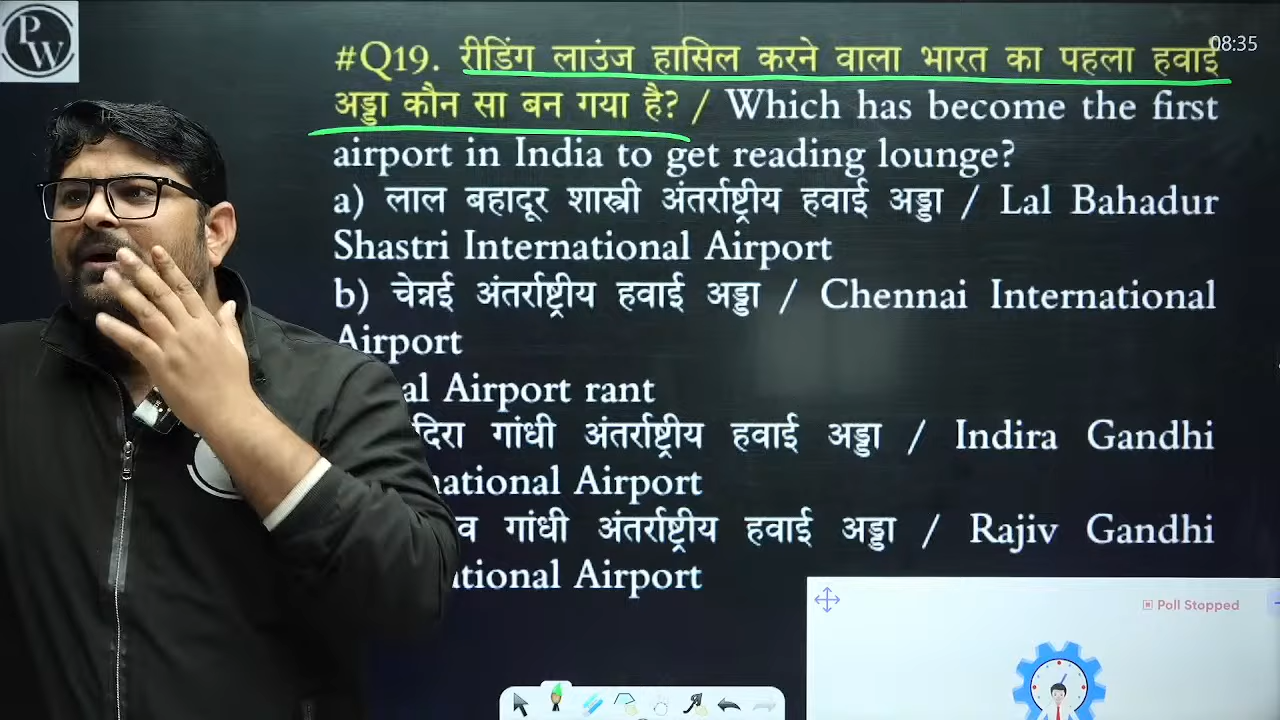 PW
08:35
#Q19. रीडिंग लाउंज हासिल करने वाला भारत का पहला हवाई
अड्डा कौन सा बन गया है? / Which has become the first
airport in India to get reading lounge?
a) लाल बहादूर शास्त्री अंतर्राष्ट्रीय हवाई अड्डा / Lal Bahadur
Shastri International Airport
b) चेन्नई अंतर्राष्ट्रीय हवाई अड्डा / Chennai International
Airport
al Airport rant
दिरा गांधी अंतर्राष्ट्रीय हवाई अड्डा / Indira Gandhi
national Airport
व गांधी अंतर्राष्ट्रीय हवाई अड्डा / Rajiv Gandhi
ational Airport
Poll Stopped